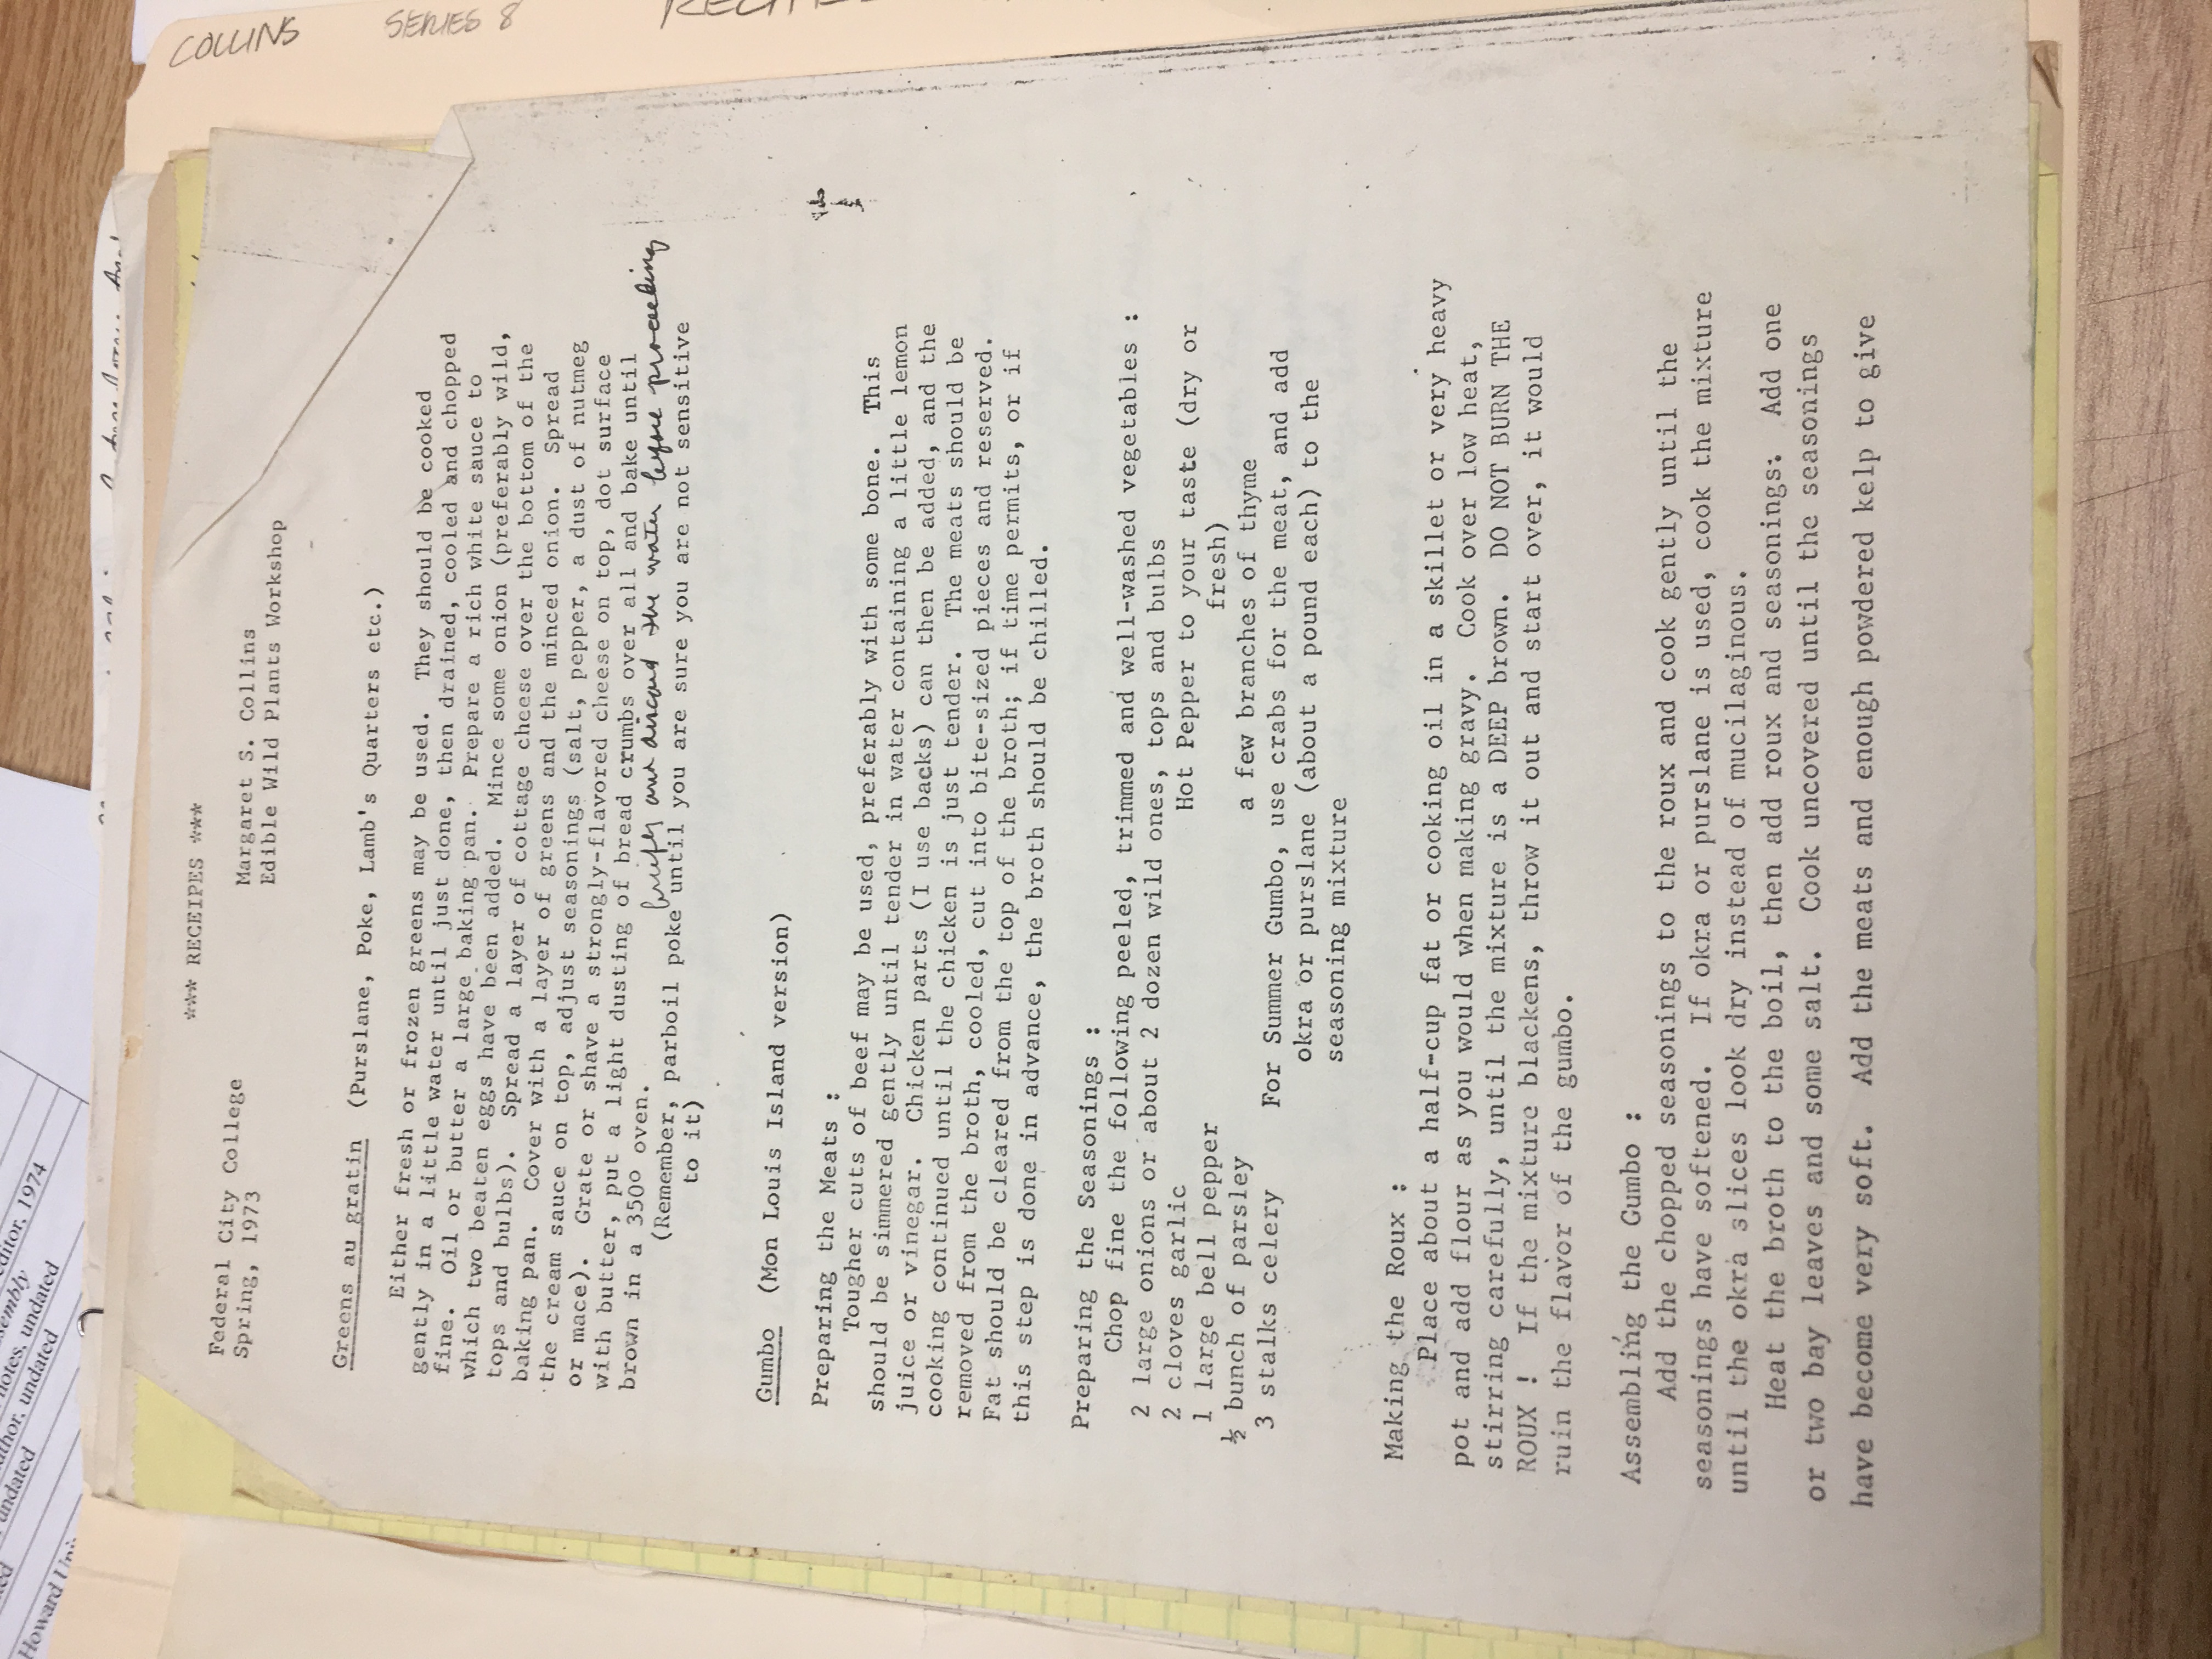 ditor, 1974
sembly
notes, undated
thor, undated
undated
Howard Uni
COLLINS SERIES 8
*** RECEIPES ***
Federal City College
Spring, 1973
Margaret S. Collins
Edible Wild Plants Workshop
Greens au gratin (Purslane, Poke, Lamb's Quarters etc.)
Either fresh or frozen greens may be used. They should be cooked
gently in a little water until just done, then drained, cooled and chopped
fine. Oil or butter a large baking pan. Prepare a rich white sauce to
which two beaten eggs have been added. Mince some onion (preferably wild,
tops and bulbs). Spread a layer of cottage cheese over the bottom of the
baking pan. Cover with a layer of greens and the minced onion. Spread
the cream sauce on top, adjust seasonings (salt, pepper, a dust of nutmeg
or mace). Grate or shave a strongly-flavored cheese on top, dot surface
with butter, put a light dusting of bread crumbs over all and bake until
brown in a 350o oven.
briefly and discard the water before proceeding
(Remember, parboil poke until you are sure you are not sensitive
to it)
Gumbo (Mon Louis Island version)
Preparing the Meats :
Tougher cuts of beef may be used, preferably with some bone. This
should be simmered gently until tender in water containing a little lemon
juice or vinegar. Chicken parts (I use backs) can then be added, and the
cooking continued until the chicken is just tender. The meats should be
removed from the broth, cooled, cut into bite-sized pieces and reserved.
Fat should be cleared from the top of the broth; if time permits, or if
this step is done in advance, the broth should be chilled.
Preparing the Seasonings :
Chop fine the following peeled, trimmed and well-washed vegetables :
2 large onions or about 2 dozen wild ones, tops and bulbs
2 cloves garlic
1 large bell pepper
½ bunch of parsley
3 stalks celery
Hot Pepper to your taste (dry or
fresh)
a few branches of thyme
For Summer Gumbo, use crabs for the meat, and add
okra or purslane (about a pound each) to the
seasoning mixture
Making the Roux :
Place about a half-cup fat or cooking oil in a skillet or very heavy
pot and add flour as you would when making gravy. Cook over low heat,
stirring carefully, until the mixture is a DEEP brown. DO NOT BURN THE
ROUX ! If the mixture blackens, throw it out and start over, it would
ruin the flavor of the gumbo.
Assembling the Gumbo :
Add the chopped seasonings to the roux and cook gently until the
seasonings have softened. If okra or purslane is used, cook the mixture
until the okra slices look dry instead of mucilaginous.
Heat the broth to the boil, then add roux and seasonings. Add one
or two bay leaves and some salt. Cook uncovered until the seasonings
have become very soft. Add the meats and enough powdered kelp to give